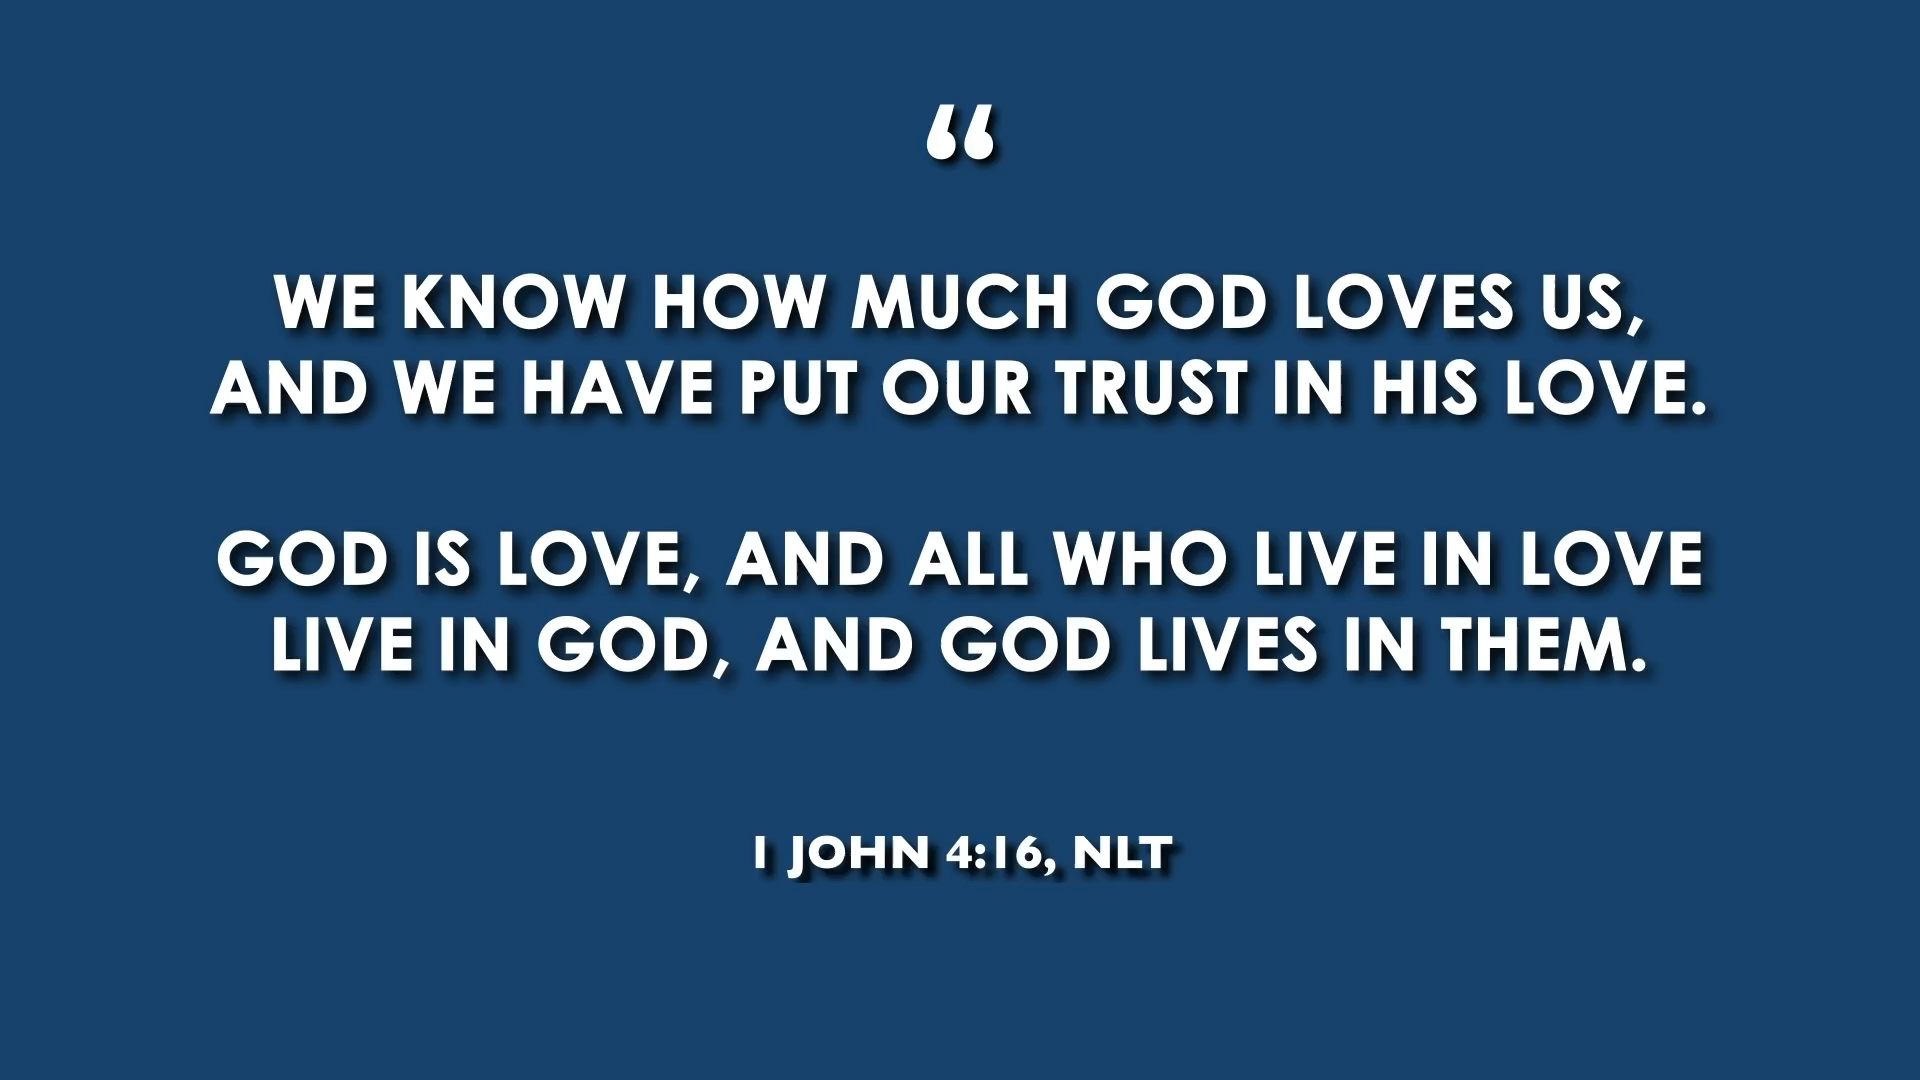 “
WE KNOW HOW MUCH GOD LOVES US,
AND WE HAVE PUT OUR TRUST IN HIS LOVE.
GOD IS LOVE, AND ALL WHO LIVE IN LOVE
LIVE IN GOD, AND GOD LIVES IN THEM.
1 JOHN 4:16, NLT